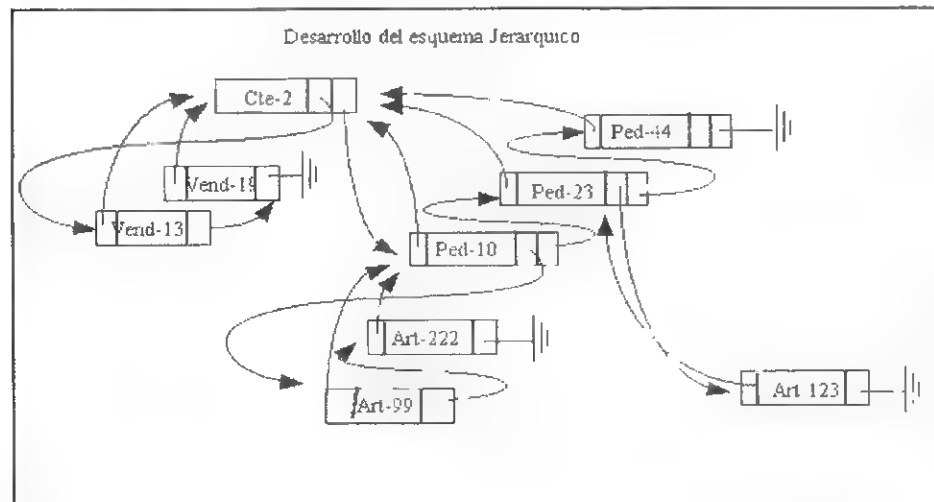 Desarrollo del esquema Jerarquico
Cte-2
Ped-44
Vend-19
Ped-23
Vend-13
Ped-10
Art-222
Art-99
Art-123